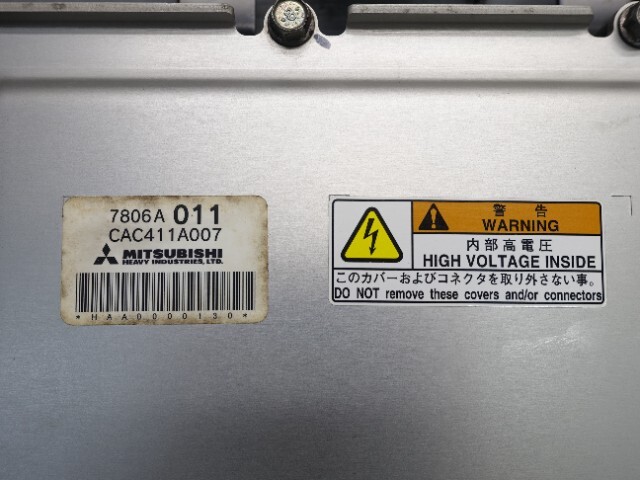 7806A 011
CAC411A007
MITSUBISHI
HEAVY INDUSTRIES, LTD.
*HAA0000130*
警告
WARNING
内部高電圧
HIGH VOLTAGE INSIDE
このカバーおよびコネクタを取り外さない事。
DO NOT remove these covers and/or connectors